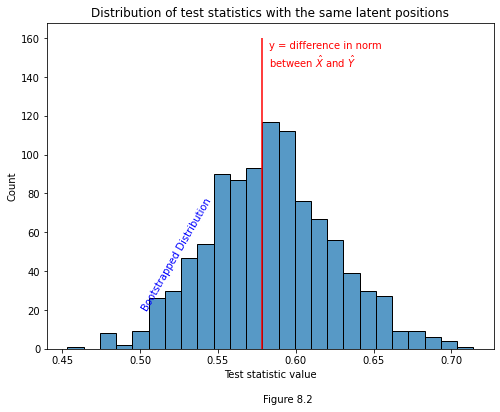 Distribution of test statistics with the same latent positions
160
140
120
100
80
60
40
20
0
Count
y = difference in norm
between X̂ and Ŷ
Bootstrapped Distribution
0.45 0.50 0.55 0.60 0.65 0.70
Test statistic value
Figure 8.2